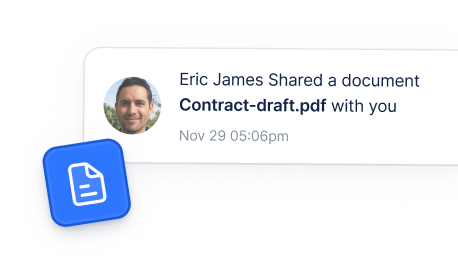 Eric James Shared a document
Contract-draft.pdf with you
Nov 29 05:06pm